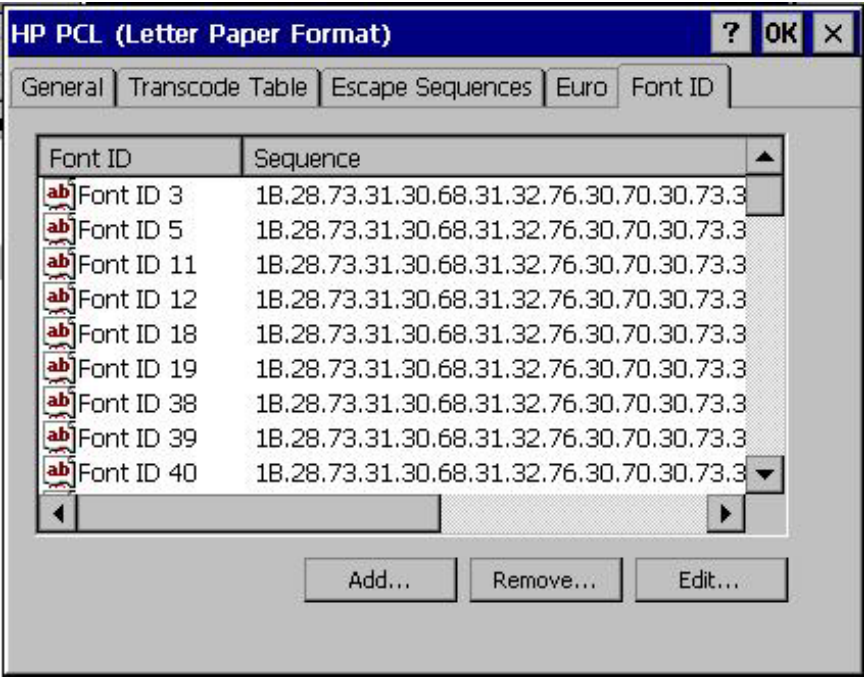 HP PCL (Letter Paper Format) ? OK ×
General Transcode Table Escape Sequences Euro Font ID
Font ID Sequence
ab Font ID 3 1B.28.73.31.30.68.31.32.76.30.70.30.73.3
ab Font ID 5 1B.28.73.31.30.68.31.32.76.30.70.30.73.3
ab Font ID 11 1B.28.73.31.30.68.31.32.76.30.70.30.73.3
ab Font ID 12 1B.28.73.31.30.68.31.32.76.30.70.30.73.3
ab Font ID 18 1B.28.73.31.30.68.31.32.76.30.70.30.73.3
ab Font ID 19 1B.28.73.31.30.68.31.32.76.30.70.30.73.3
ab Font ID 38 1B.28.73.31.30.68.31.32.76.30.70.30.73.3
ab Font ID 39 1B.28.73.31.30.68.31.32.76.30.70.30.73.3
ab Font ID 40 1B.28.73.31.30.68.31.32.76.30.70.30.73.3
Add... Remove... Edit...